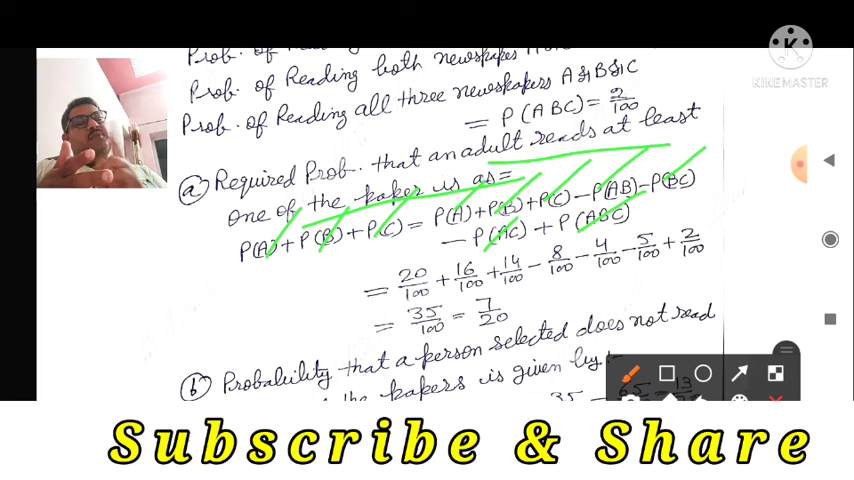 Prob. of Rea
Prob. of Reading both newspapers A
K
KINEMASTER
Prob. of Reading all three newspapers A & B & C
= P(ABC) = 2/100
(a) Required Prob. that an adult reads at least
one of the paper is as =
P(A) + P(B) + P(C) = P(A) + P(B) + P(C) - P(AB) - P(BC)
- P(AC) + P(ABC)
= 20/100 + 16/100 + 14/100 - 8/100 - 4/100 - 5/100 + 2/100
= 35/100 = 7/20
(b) Probability that a person selected does not read
the papers is given by :-
Subscribe & Share